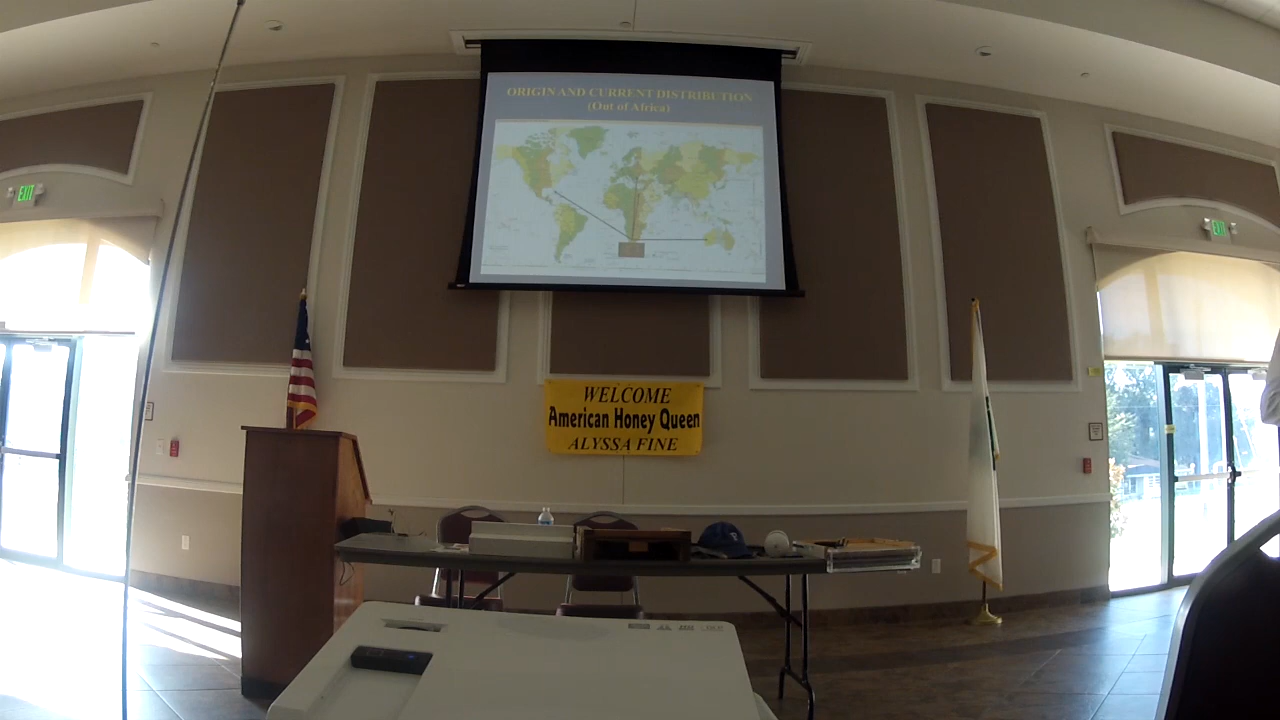 ORIGIN AND CURRENT DISTRIBUTION
(Out of Africa)
EXIT
EXIT
WELCOME
American Honey Queen
ALYSSA FINE